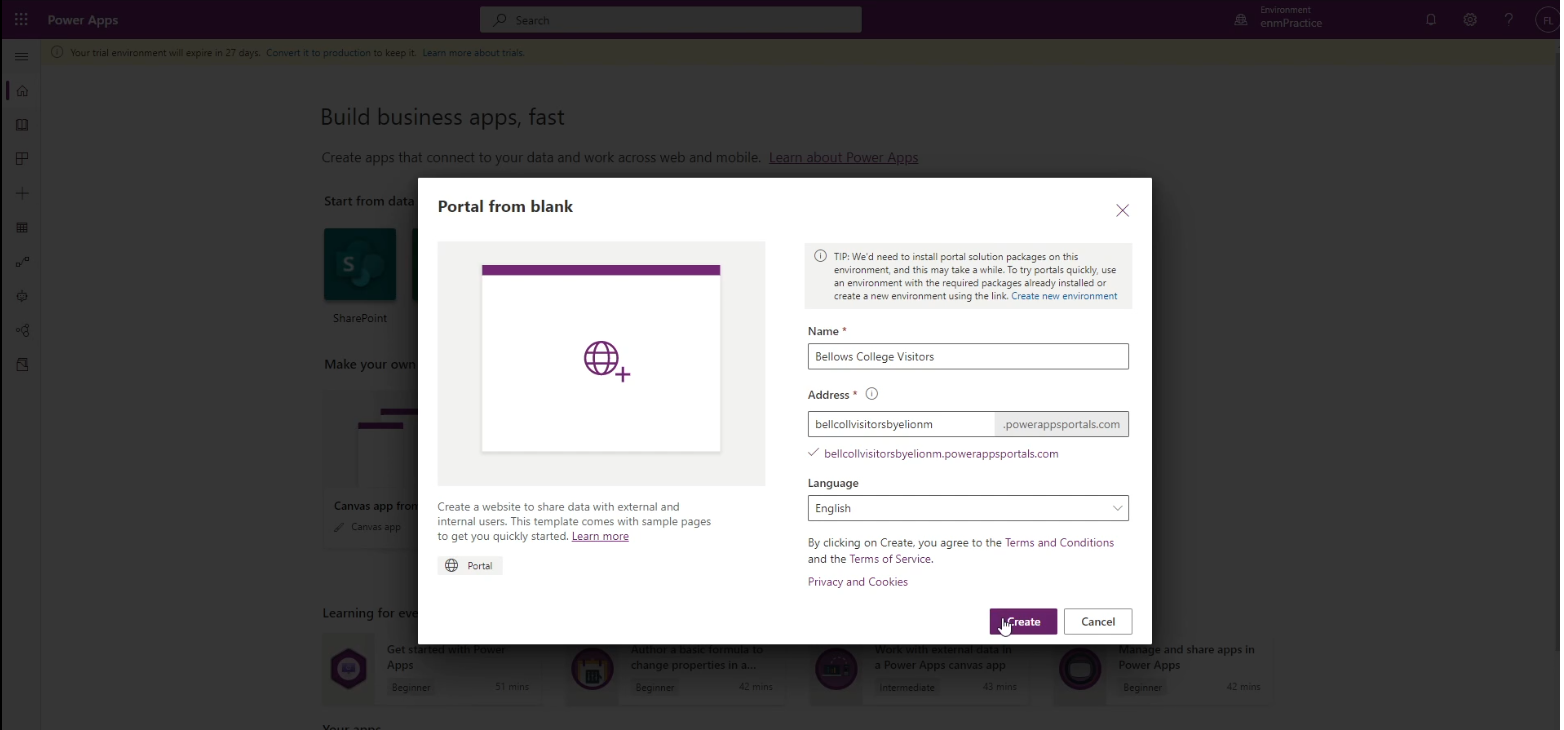 Power Apps
Search
Environment
enmPractice
FL
Your trial environment will expire in 27 days. Convert it to production to keep it. Learn more about trials.
Build business apps, fast
Create apps that connect to your data and work across web and mobile. Learn about Power Apps
Start from data
S
SharePoint
Make your own
Canvas app from
Canvas app
Portal from blank
Create a website to share data with external and
internal users. This template comes with sample pages
to get you quickly started. Learn more
Portal
TIP: We'd need to install portal solution packages on this
environment, and this may take a while. To try portals quickly, use
an environment with the required packages already installed or
create a new environment using the link. Create new environment
Name *
Bellows College Visitors
Address *
bellcollvisitorsbyelionm .powerappsportals.com
bellcollvisitorsbyelionm.powerappsportals.com
Language
English
By clicking on Create, you agree to the Terms and Conditions
and the Terms of Service.
Privacy and Cookies
Create Cancel
Learning for eve
Get started with Power
Apps
Beginner 51 mins
Author a basic formula to
change properties in a...
Beginner 42 mins
Work with external data in
a Power Apps canvas app
Intermediate 43 mins
Manage and share apps in
Power Apps
Beginner 42 mins
Your apps